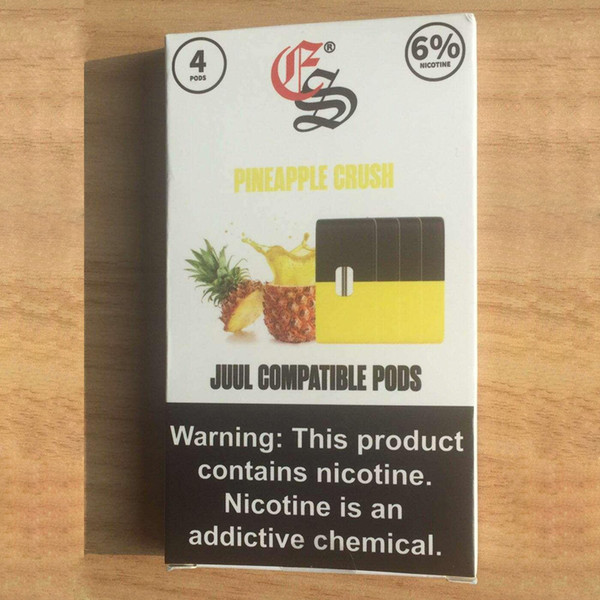 4
PODS
ES®
6%
NICOTINE
PINEAPPLE CRUSH
JUUL COMPATIBLE PODS
Warning: This product
contains nicotine.
Nicotine is an
addictive chemical.